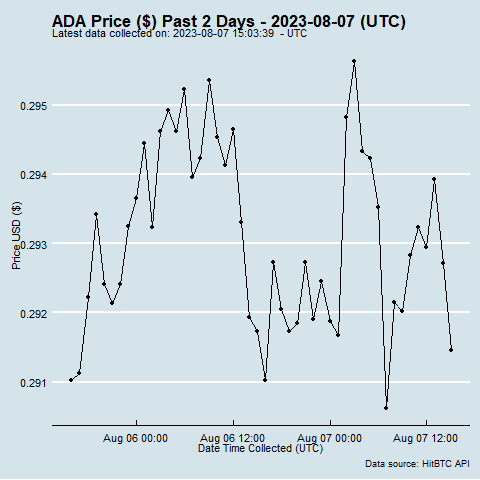 ADA Price ($) Past 2 Days - 2023-08-07 (UTC)
Latest data collected on: 2023-08-07 15:03:39  - UTC
0.295
0.294
0.293
0.292
0.291
Price USD ($)
Aug 06 00:00 Aug 06 12:00 Aug 07 00:00 Aug 07 12:00
Date Time Collected (UTC)
Data source: HitBTC API